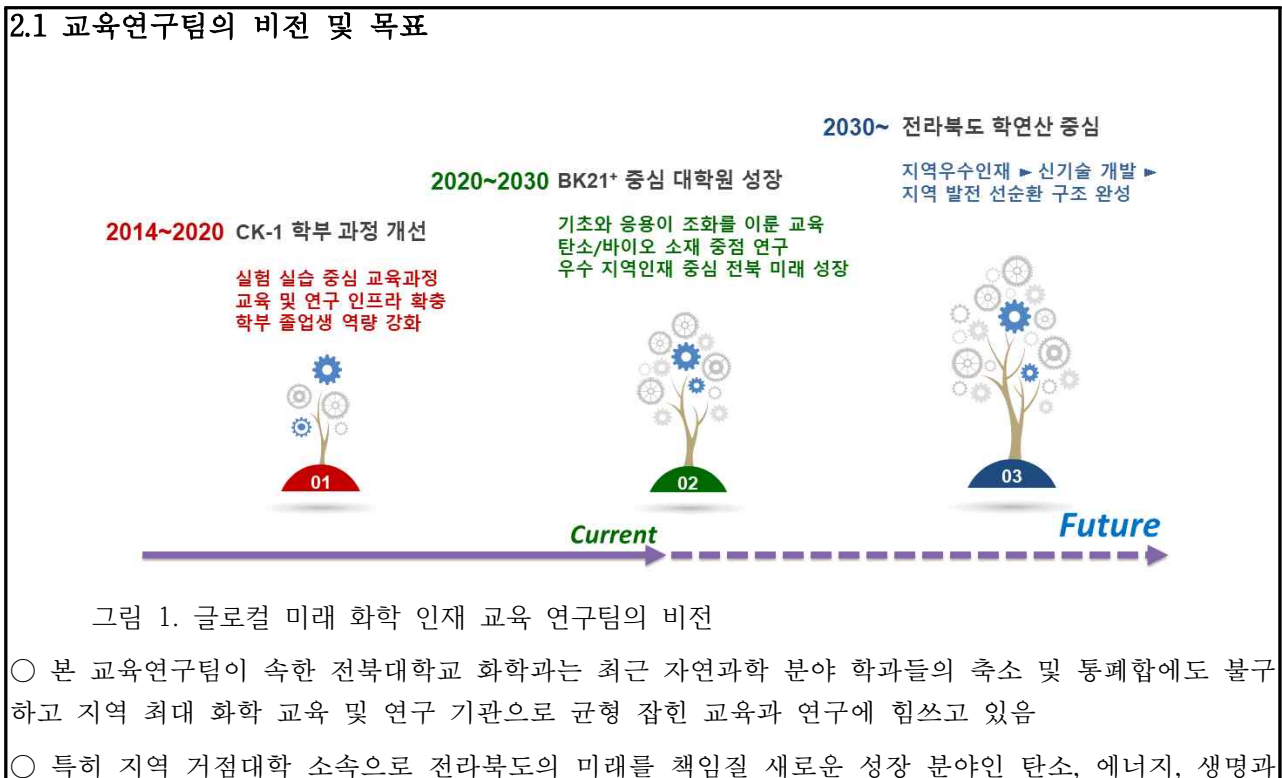 2.1 교육연구팀의 비전 및 목표
2030~ 전라북도 학연산 중심
지역우수인재 ► 신기술 개발 ►
지역 발전 선순환 구조 완성
2020~2030 BK21⁺ 중심 대학원 성장
기초와 응용이 조화를 이룬 교육
탄소/바이오 소재 중점 연구
우수 지역인재 중심 전북 미래 성장
2014~2020 CK-1 학부 과정 개선
실험 실습 중심 교육과정
교육 및 연구 인프라 확충
학부 졸업생 역량 강화
01
02
03
Current
Future
그림 1. 글로컬 미래 화학 인재 교육 연구팀의 비전
○ 본 교육연구팀이 속한 전북대학교 화학과는 최근 자연과학 분야 학과들의 축소 및 통폐합에도 불구
하고 지역 최대 화학 교육 및 연구 기관으로 균형 잡힌 교육과 연구에 힘쓰고 있음
○ 특히 지역 거점대학 소속으로 전라북도의 미래를 책임질 새로운 성장 분야인 탄소, 에너지, 생명과